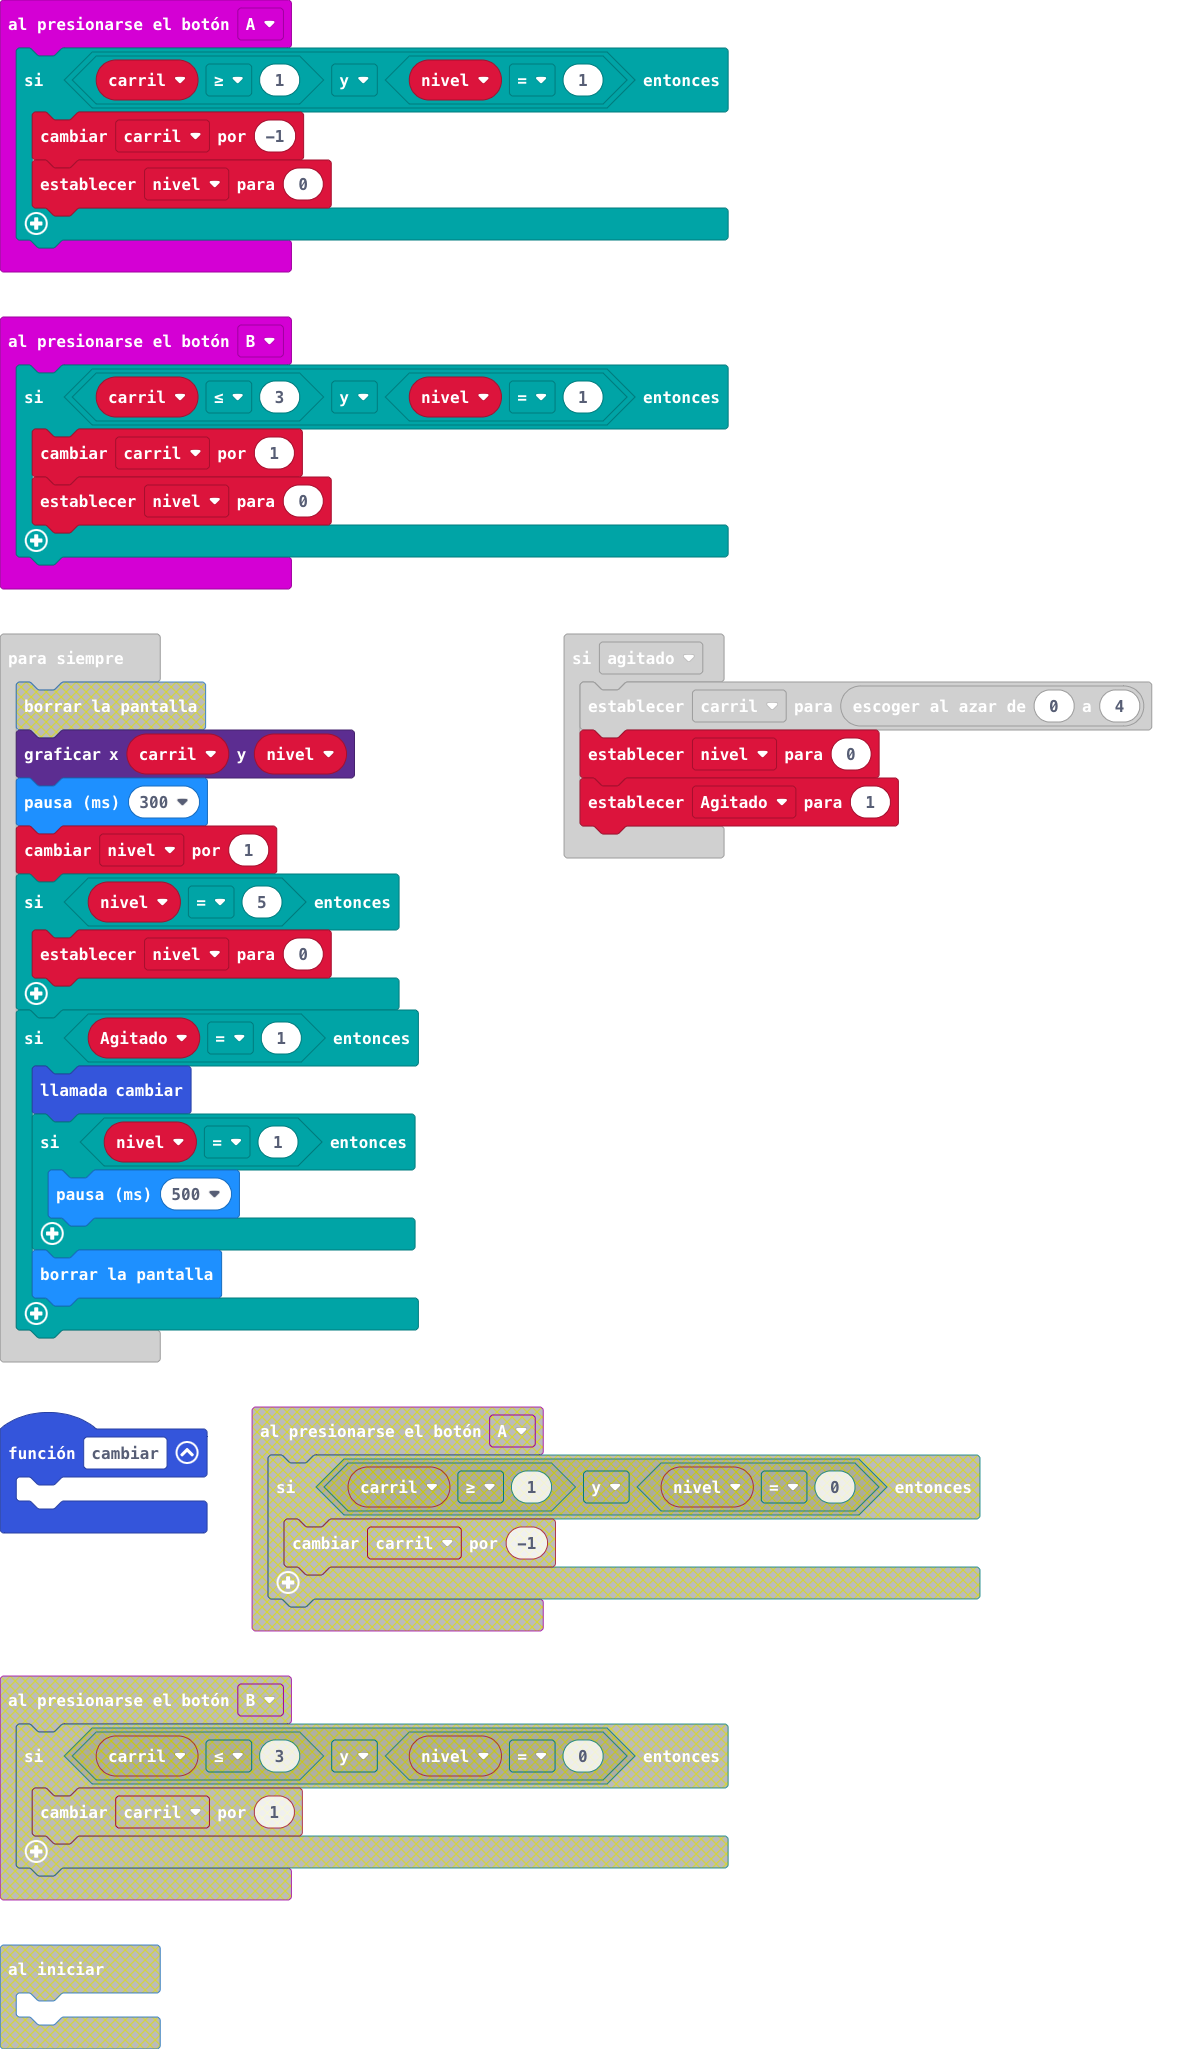 al presionarse el botón A
si carril ≥ 1 y nivel = 1 entonces
cambiar carril por −1
establecer nivel para 0
al presionarse el botón B
si carril ≤ 3 y nivel = 1 entonces
cambiar carril por 1
establecer nivel para 0
para siempre
borrar la pantalla
graficar x carril y nivel
pausa (ms) 300
cambiar nivel por 1
si nivel = 5 entonces
establecer nivel para 0
si Agitado = 1 entonces
llamada cambiar
si nivel = 1 entonces
pausa (ms) 500
borrar la pantalla
si agitado
establecer carril para escoger al azar de 0 a 4
establecer nivel para 0
establecer Agitado para 1
función cambiar
al presionarse el botón A
si carril ≥ 1 y nivel = 0 entonces
cambiar carril por −1
al presionarse el botón B
si carril ≤ 3 y nivel = 0 entonces
cambiar carril por 1
al iniciar